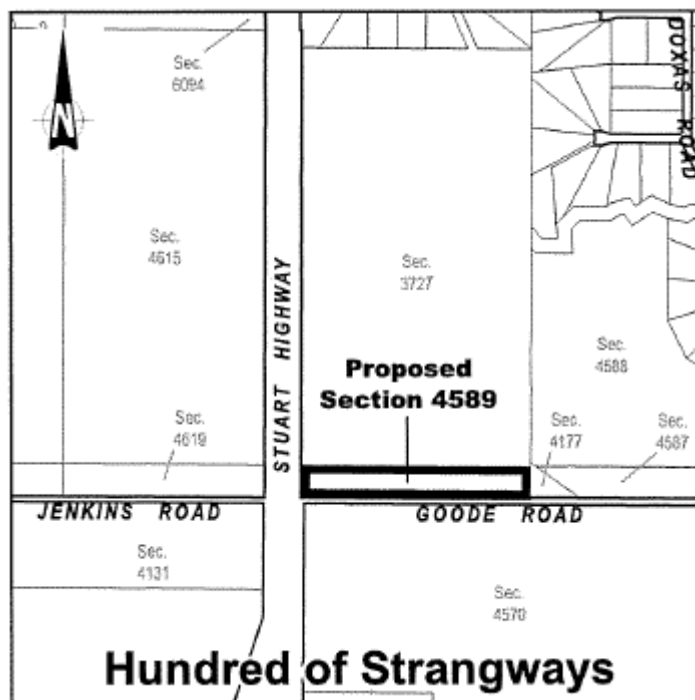 Sec.
6094
DOXAS ROAD
N
Sec.
4615
Sec.
3727
STUART HIGHWAY
Sec.
4588
Proposed
Section 4589
Sec.
4619
Sec.
4177
Sec.
4587
JENKINS ROAD
GOODE ROAD
Sec.
4131
Sec.
4570
Hundred of Strangways